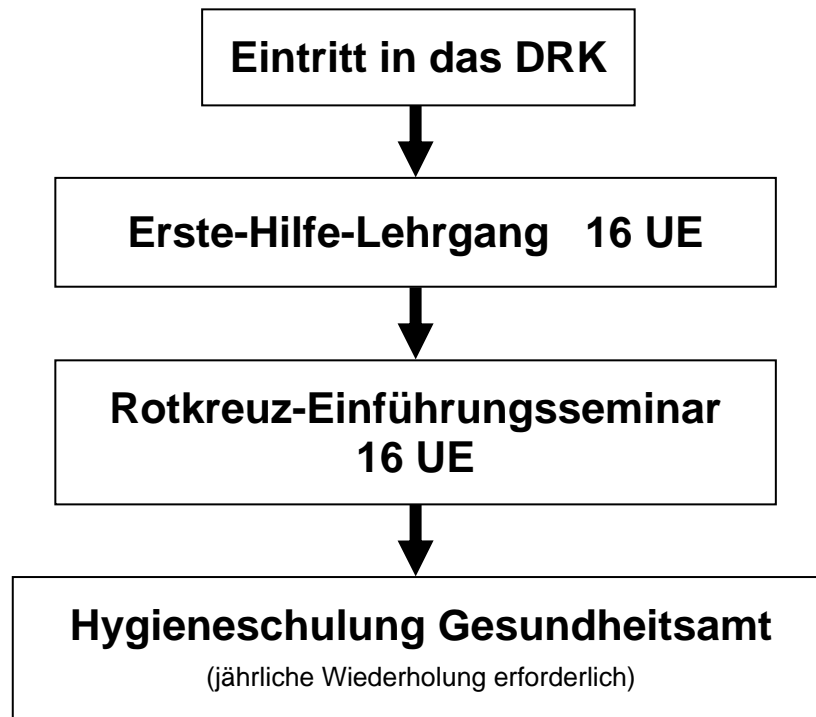 Eintritt in das DRK
Erste-Hilfe-Lehrgang 16 UE
Rotkreuz-Einführungsseminar
16 UE
Hygieneschulung Gesundheitsamt
(jährliche Wiederholung erforderlich)